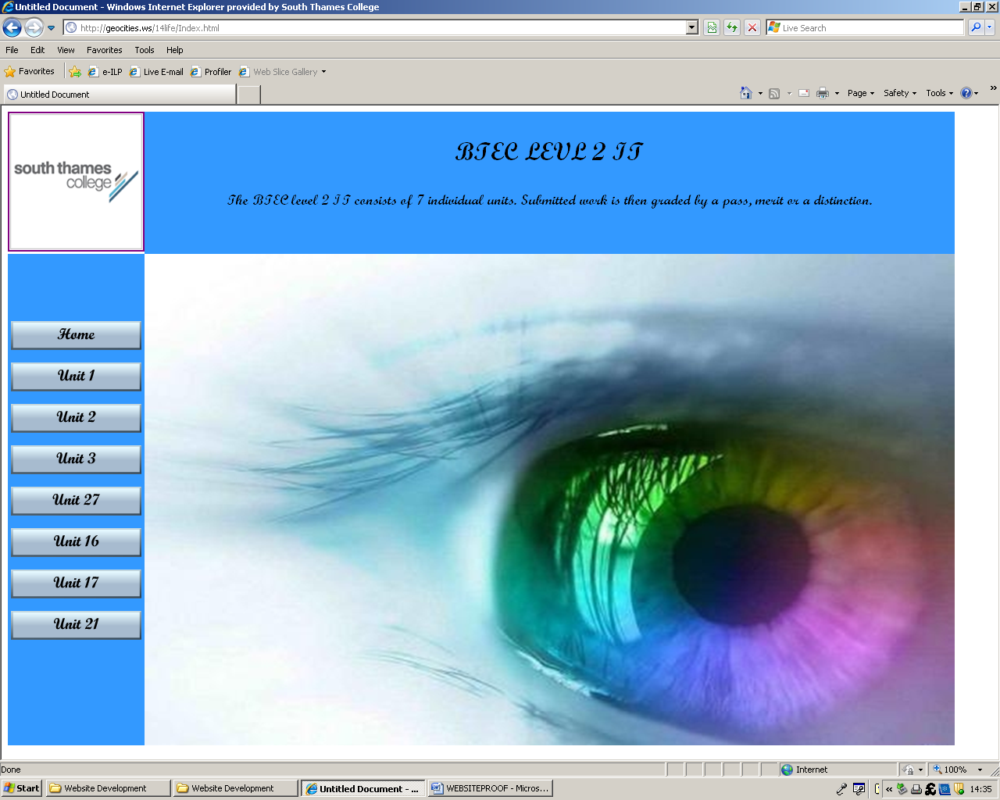 Untitled Document - Windows Internet Explorer provided by South Thames College
http://geocities.ws/14life/Index.html
Live Search
File Edit View Favorites Tools Help
Favorites e-ILP Live E-mail Profiler Web Slice Gallery
Untitled Document
Page Safety Tools
south thames
college
BTEC LEVL 2 IT
The BTEC level 2 IT consists of 7 individual units. Submitted work is then graded by a pass, merit or a distinction.
Home
Unit 1
Unit 2
Unit 3
Unit 27
Unit 16
Unit 17
Unit 21
Done Internet 100%
Start Website Development Website Development Untitled Document - ... WEBSITEPROOF - Micros... 14:35